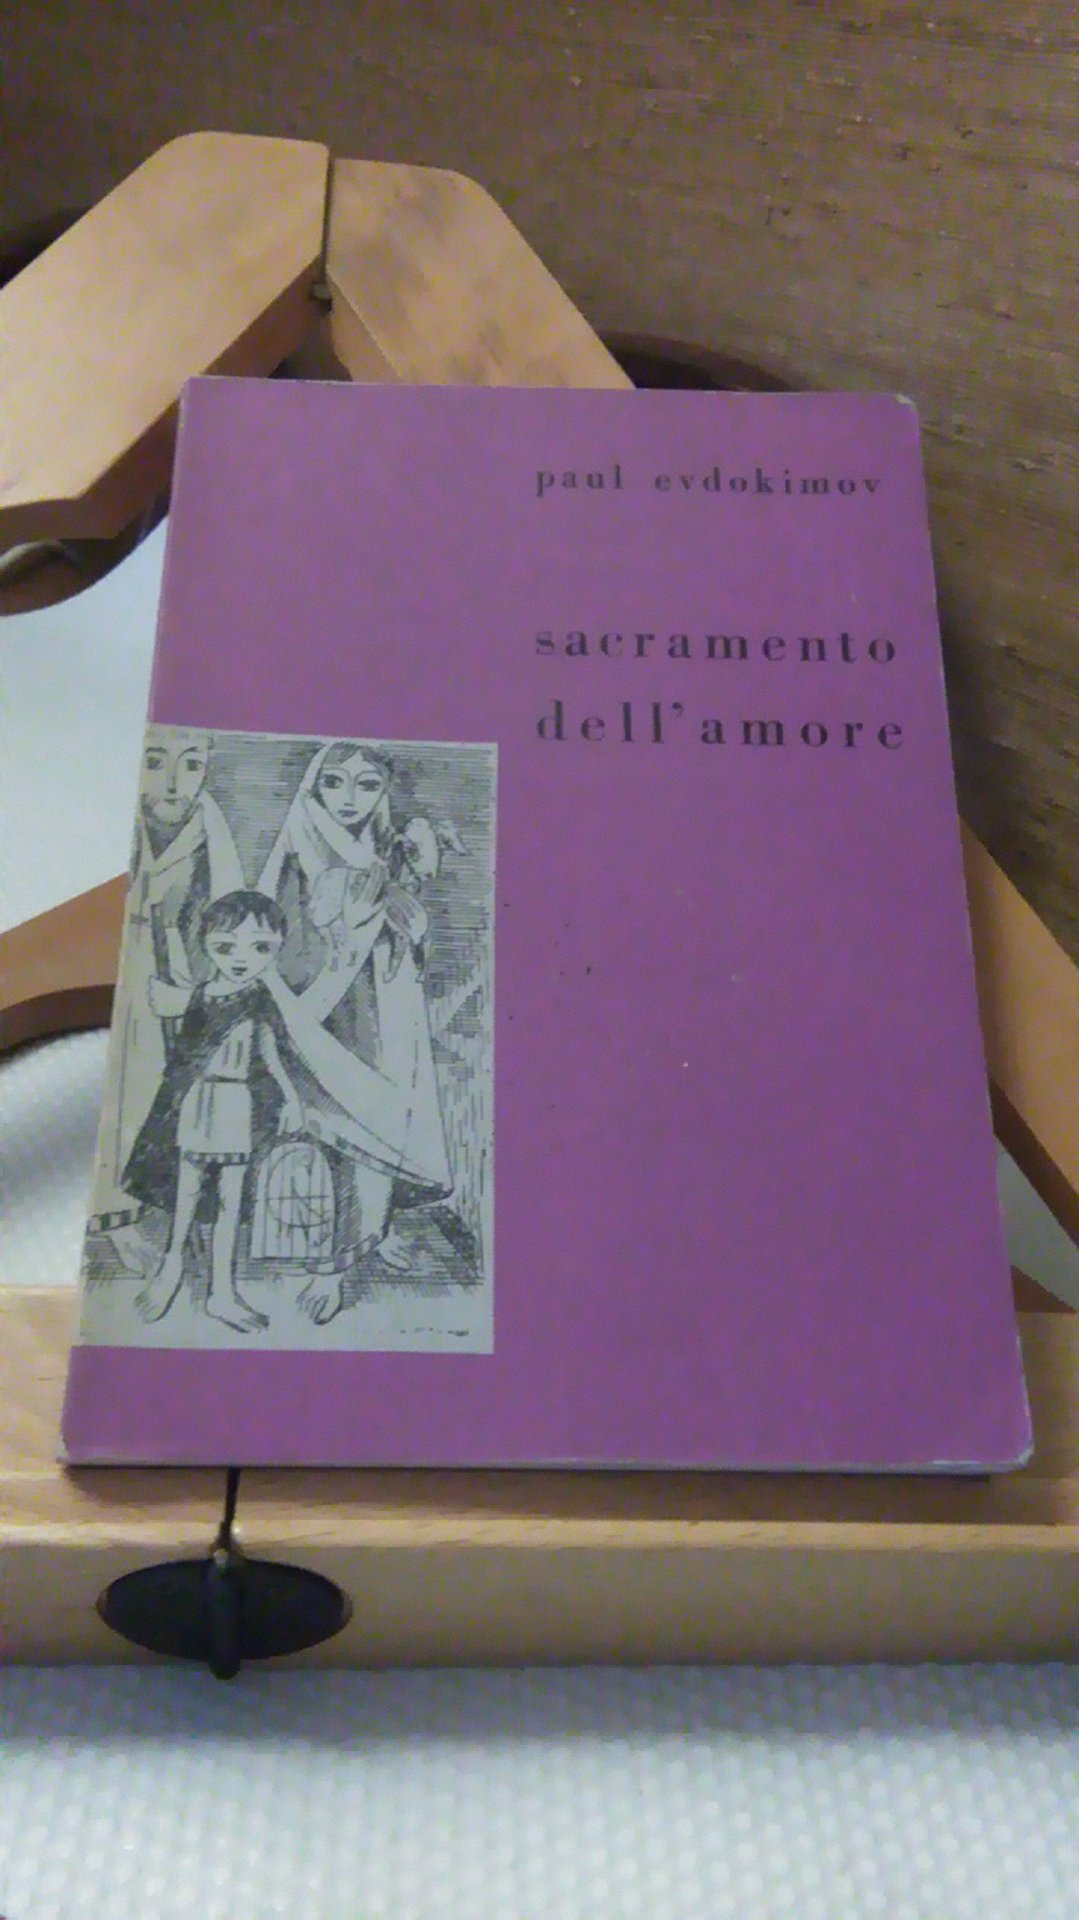 paul evdokimov
sacramento
dell'amore